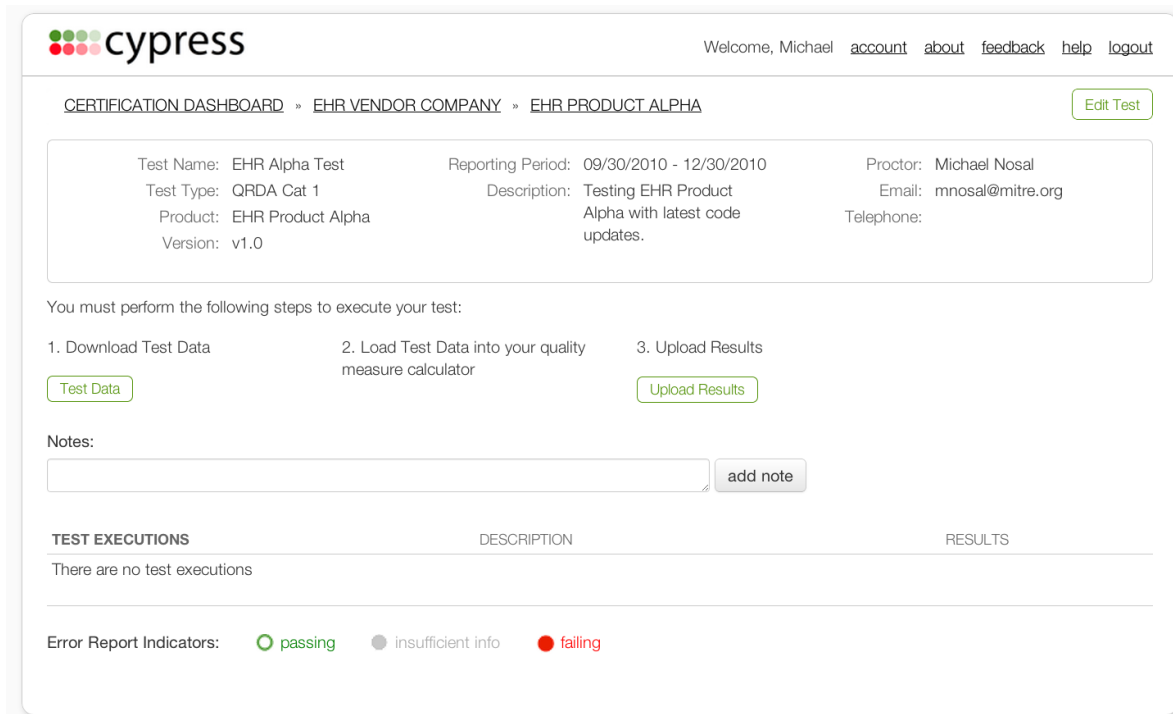 cypress
Welcome, Michael account about feedback help logout
CERTIFICATION DASHBOARD » EHR VENDOR COMPANY » EHR PRODUCT ALPHA
Edit Test
Test Name: EHR Alpha Test
Test Type: QRDA Cat 1
Product: EHR Product Alpha
Version: v1.0
Reporting Period: 09/30/2010 - 12/30/2010
Description: Testing EHR Product
Alpha with latest code
updates.
Proctor: Michael Nosal
Email: mnosal@mitre.org
Telephone:
You must perform the following steps to execute your test:
1. Download Test Data
Test Data
2. Load Test Data into your quality
measure calculator
3. Upload Results
Upload Results
Notes:
add note
TEST EXECUTIONS DESCRIPTION RESULTS
There are no test executions
Error Report Indicators: passing insufficient info failing